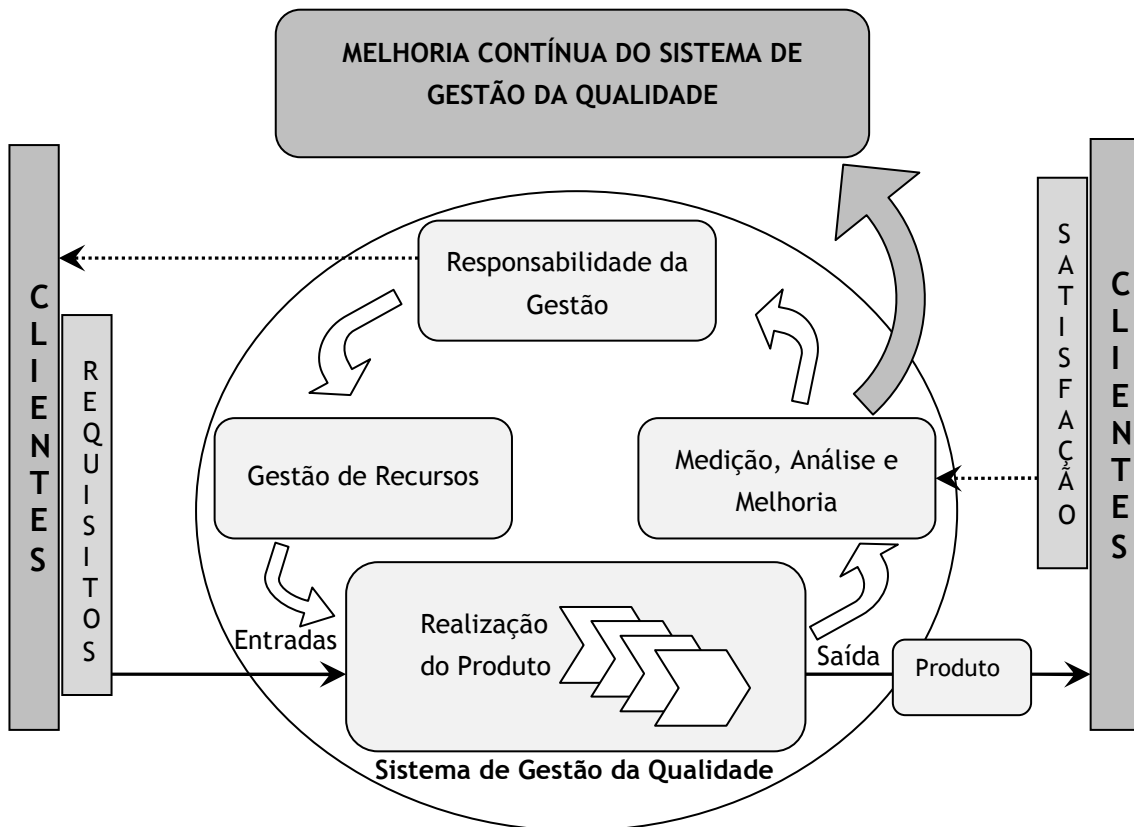 MELHORIA CONTÍNUA DO SISTEMA DE
GESTÃO DA QUALIDADE
CLIENTES
REQUISITOS
Responsabilidade da
Gestão
Gestão de Recursos
Medição, Análise e
Melhoria
SATISFAÇÃO
CLIENTES
Entradas
Realização
do Produto
Saída
Produto
Sistema de Gestão da Qualidade